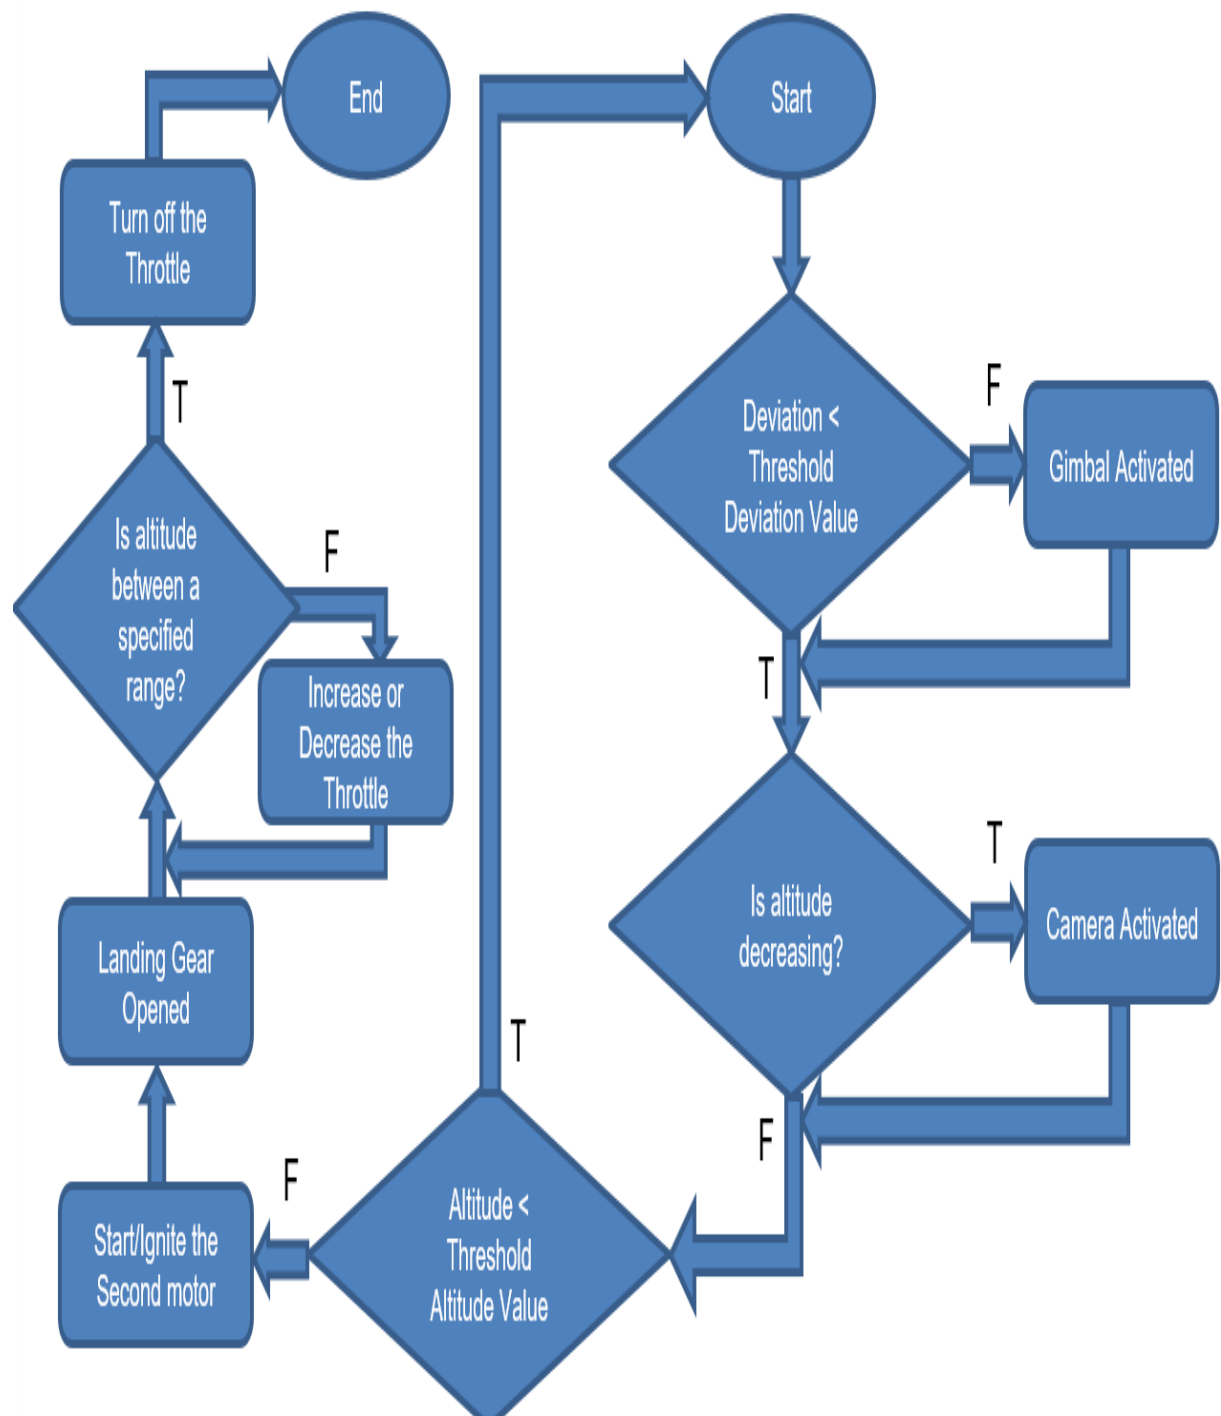 Start
Deviation <
Threshold
Deviation Value
F
Gimbal Activated
T
Is altitude
decreasing?
T
Camera Activated
F
Altitude <
Threshold
Altitude Value
T
F
Start/Ignite the
Second motor
Landing Gear
Opened
Is altitude
between a
specified
range?
F
Increase or
Decrease the
Throttle
T
Turn off the
Throttle
End